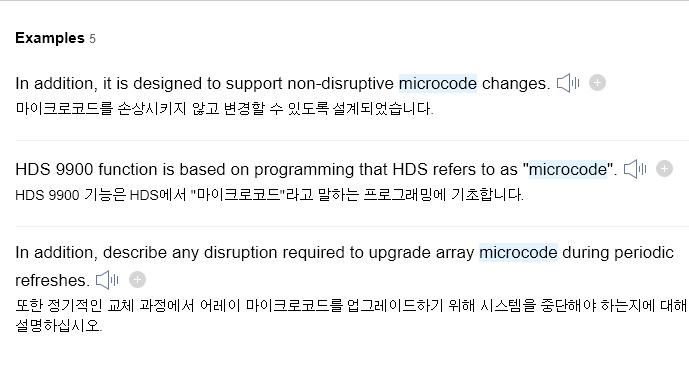 Examples 5
In addition, it is designed to support non-disruptive microcode changes.
마이크로코드를 손상시키지 않고 변경할 수 있도록 설계되었습니다.
HDS 9900 function is based on programming that HDS refers to as "microcode".
HDS 9900 기능은 HDS에서 "마이크로코드"라고 말하는 프로그래밍에 기초합니다.
In addition, describe any disruption required to upgrade array microcode during periodic
refreshes.
또한 정기적인 교체 과정에서 어레이 마이크로코드를 업그레이드하기 위해 시스템을 중단해야 하는지에 대해
설명하십시오.